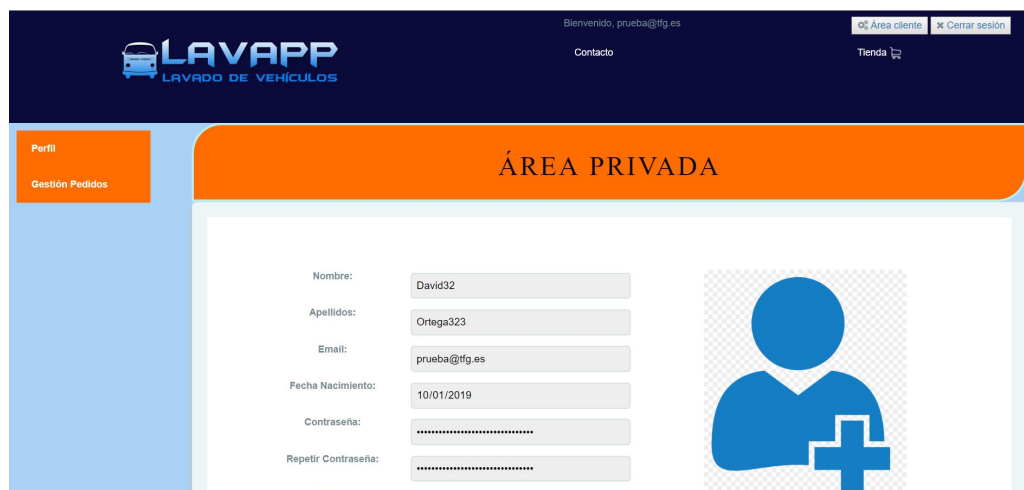 Bienvenido, prueba@tfg.es
Área cliente
Cerrar sesión
LAVAPP
LAVADO DE VEHÍCULOS
Contacto
Tienda
Perfil
Gestión Pedidos
ÁREA PRIVADA
Nombre: David32
Apellidos: Ortega323
Email: prueba@tfg.es
Fecha Nacimiento: 10/01/2019
Contraseña: ••••••••••••••••••••••••••••••••
Repetir Contraseña: ••••••••••••••••••••••••••••••••